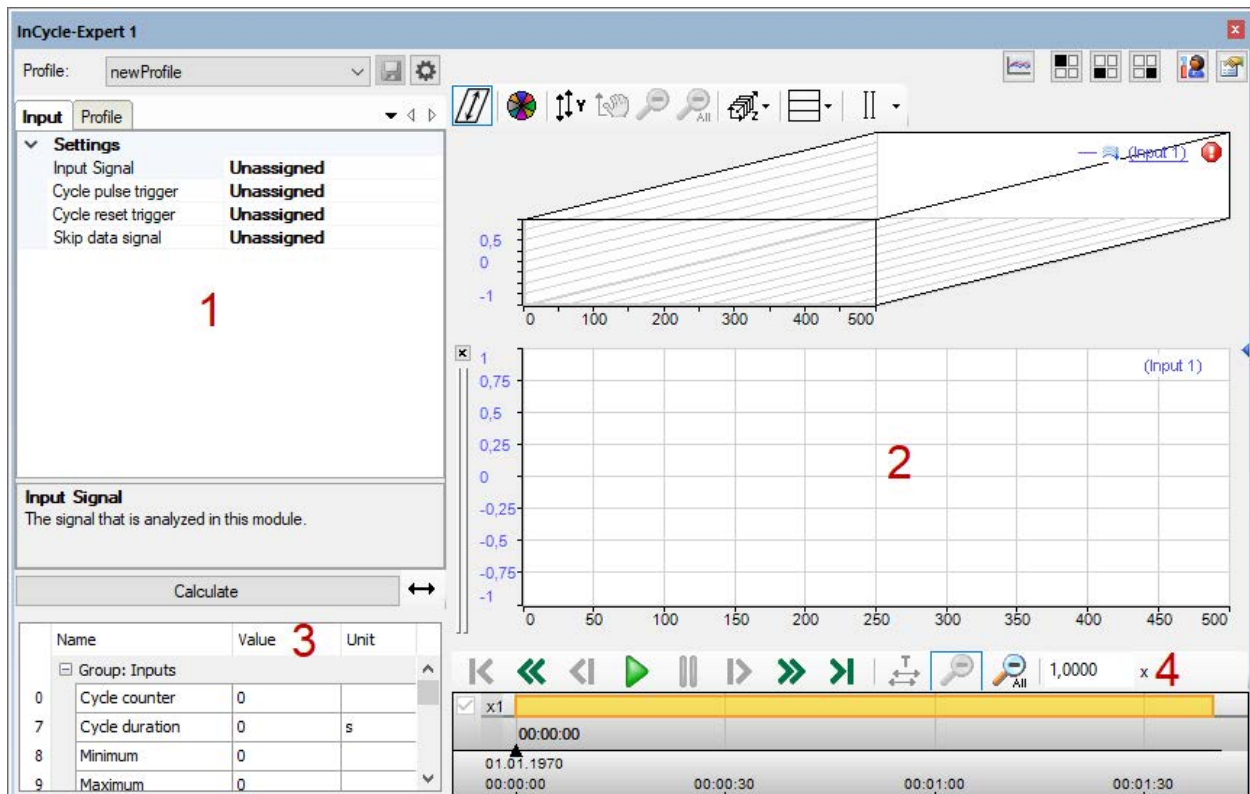 InCycle-Expert 1
Profile: newProfile
Input Profile
Settings
Input Signal Unassigned
Cycle pulse trigger Unassigned
Cycle reset trigger Unassigned
Skip data signal Unassigned
1
Input Signal
The signal that is analyzed in this module.
Calculate
Name Value 3 Unit
Group: Inputs
0 Cycle counter 0
7 Cycle duration 0 s
8 Minimum 0
9 Maximum 0
Y All Z
(Input 1)
0,5
0
-1
0 100 200 300 400 500
1
(Input 1)
0,75
0,5
0,25
2
0
-0,25
-0,5
-0,75
-1
0 50 100 150 200 250 300 350 400 450 500
T All 1,0000 x 4
x1
00:00:00
01.01.1970
00:00:00 00:00:30 00:01:00 00:01:30